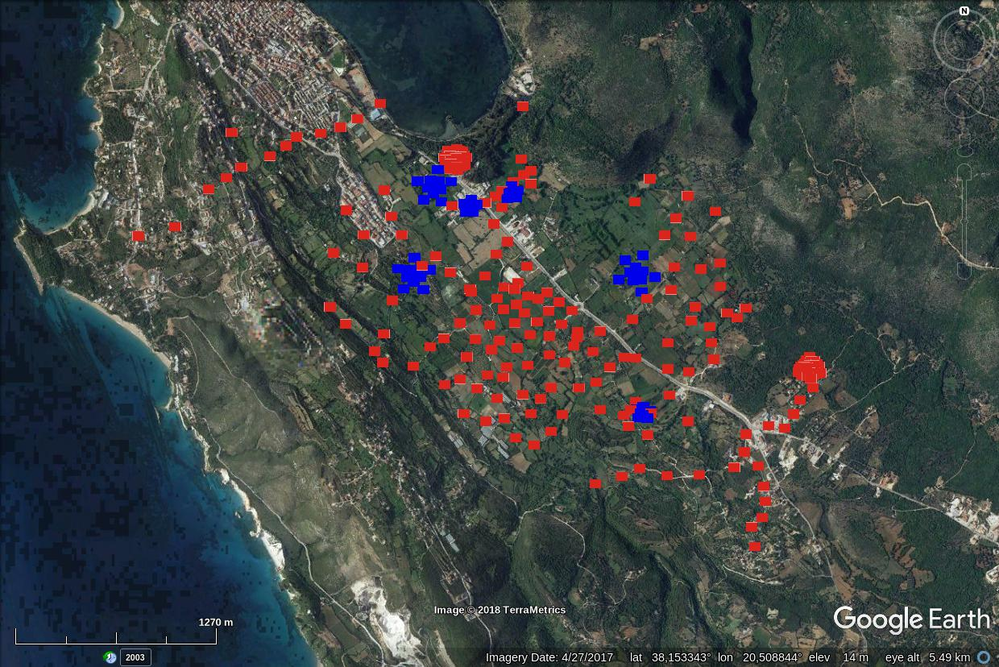 N
Image © 2018 TerraMetrics
Google Earth
1270 m
2003
Imagery Date: 4/27/2017 lat 38,153343° lon 20,508844° elev 14 m eye alt 5.49 km